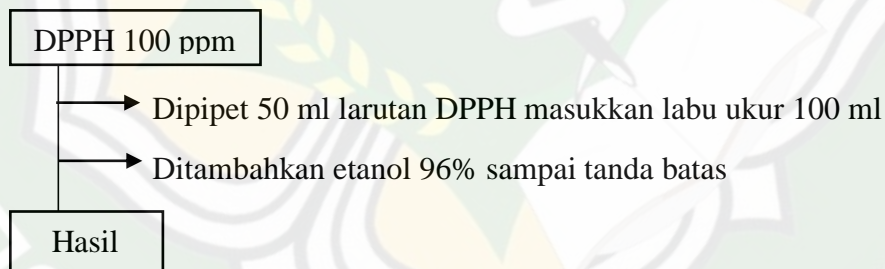 DPPH 100 ppm
Dipipet 50 ml larutan DPPH masukkan labu ukur 100 ml
Ditambahkan etanol 96% sampai tanda batas
Hasil